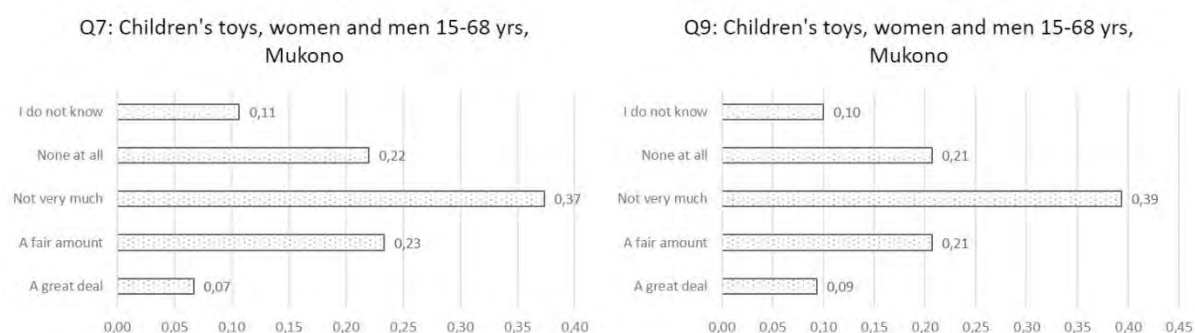 Q7: Children's toys, women and men 15-68 yrs,
Mukono
I do not know
0,11
None at all
0,22
Not very much
0,37
A fair amount
0,23
A great deal
0,07
0,00 0,05 0,10 0,15 0,20 0,25 0,30 0,35 0,40
Q9: Children's toys, women and men 15-68 yrs,
Mukono
I do not know
0,10
None at all
0,21
Not very much
0,39
A fair amount
0,21
A great deal
0,09
0,00 0,05 0,10 0,15 0,20 0,25 0,30 0,35 0,40 0,45